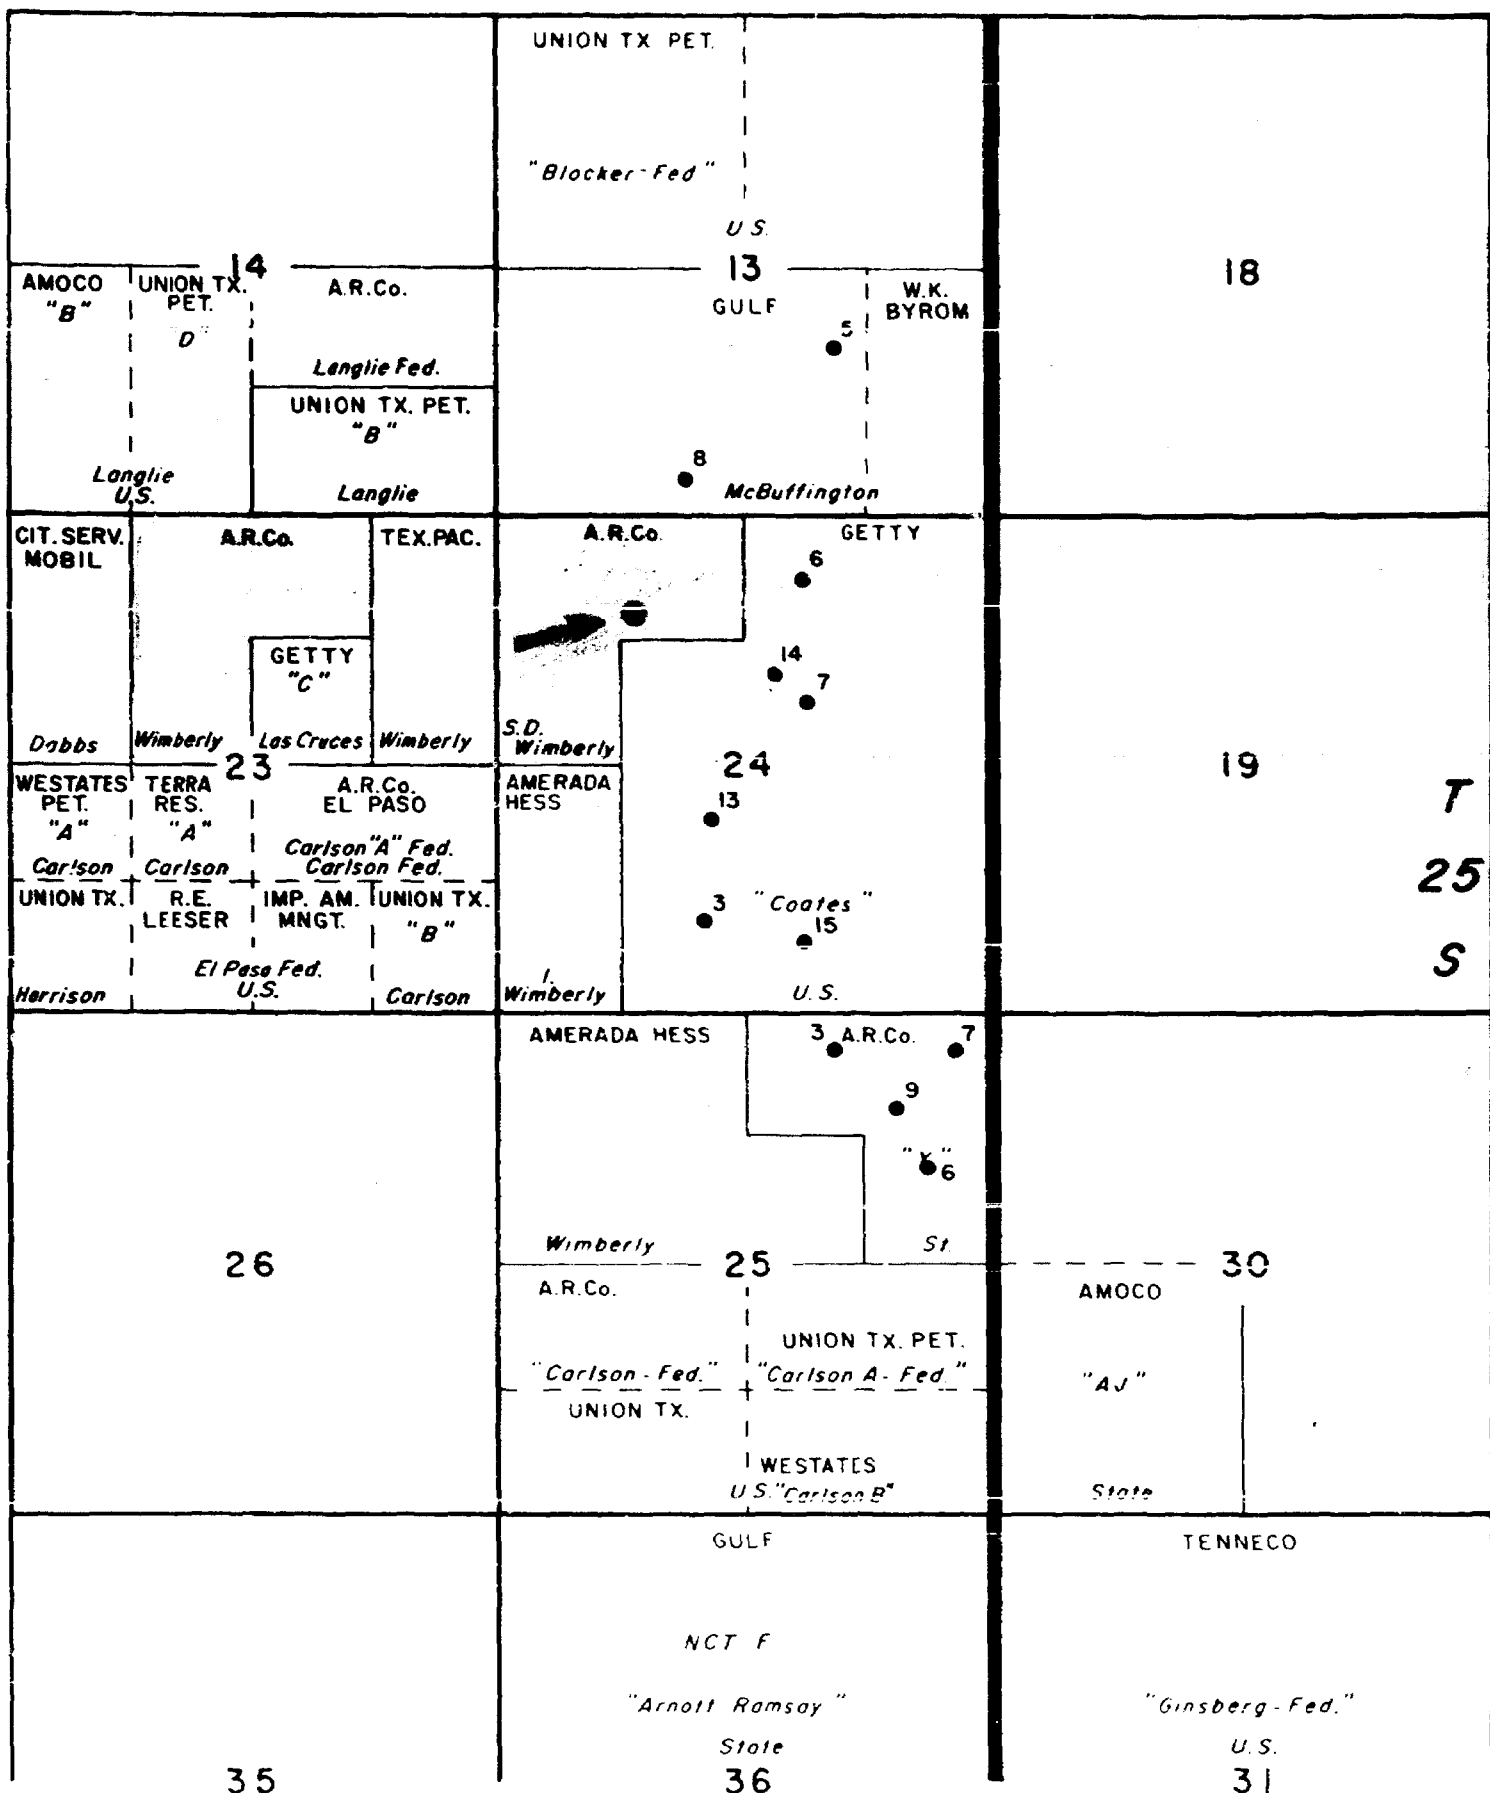 UNION TX PET.
"Blocker-Fed"
U.S.
14
13
18
AMOCO
"B"
UNION TX.
PET.
"D"
A.R.Co.
Langlie Fed.
UNION TX. PET.
"B"
Langlie
U.S.
Langlie
GULF
W.K.
BYROM
5
8
McBuffington
CIT. SERV.
MOBIL
A.R.Co.
TEX.PAC.
A.R.Co.
GETTY
6
GETTY
"C"
14
7
Dabbs
Wimberly
Las Cruces
Wimberly
S.D.
Wimberly
23
24
19
T
25
S
WESTATES
PET.
"A"
Carlson
TERRA
RES.
"A"
Carlson
A.R.Co.
EL PASO
Carlson "A" Fed.
Carlson Fed.
AMERADA
HESS
13
UNION TX.
R.E.
LEESER
IMP. AM.
MNGT.
UNION TX.
"B"
3
"Coates"
15
Harrison
El Paso Fed.
U.S.
Carlson
I.
Wimberly
U.S.
AMERADA HESS
3
A.R.Co.
7
9
"Y"
6
Wimberly
St.
26
25
30
A.R.Co.
AMOCO
UNION TX. PET.
"Carlson - Fed."
"Carlson A - Fed."
"AJ"
UNION TX.
WESTATES
U.S. "Carlson B"
State
GULF
TENNECO
NCT F
"Arnott Ramsay"
State
"Ginsberg - Fed."
U.S.
35
36
31